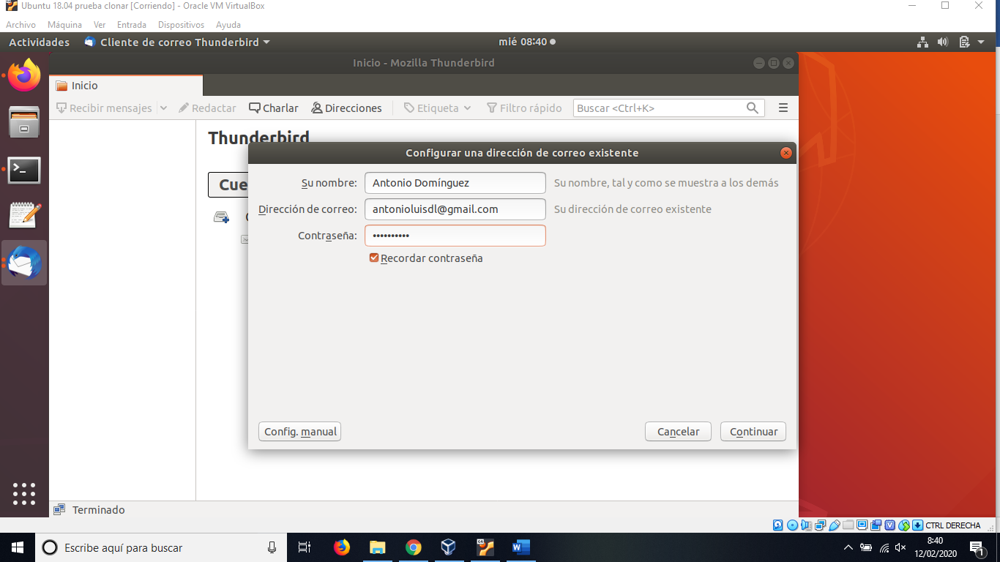 Ubuntu 18.04 prueba clonar [Corriendo] - Oracle VM VirtualBox
Archivo Máquina Ver Entrada Dispositivos Ayuda
Actividades Cliente de correo Thunderbird mié 08:40
Inicio - Mozilla Thunderbird
Inicio
Recibir mensajes Redactar Charlar Direcciones Etiqueta Filtro rápido Buscar <Ctrl+K>
Thunderbird
Configurar una dirección de correo existente
Cue
Su nombre: Antonio Domínguez Su nombre, tal y como se muestra a los demás
Dirección de correo: antonioluisdl@gmail.com Su dirección de correo existente
Contraseña: ••••••••••
Recordar contraseña
Config. manual Cancelar Continuar
Terminado
CTRL DERECHA
Escribe aquí para buscar
8:40
12/02/2020
1